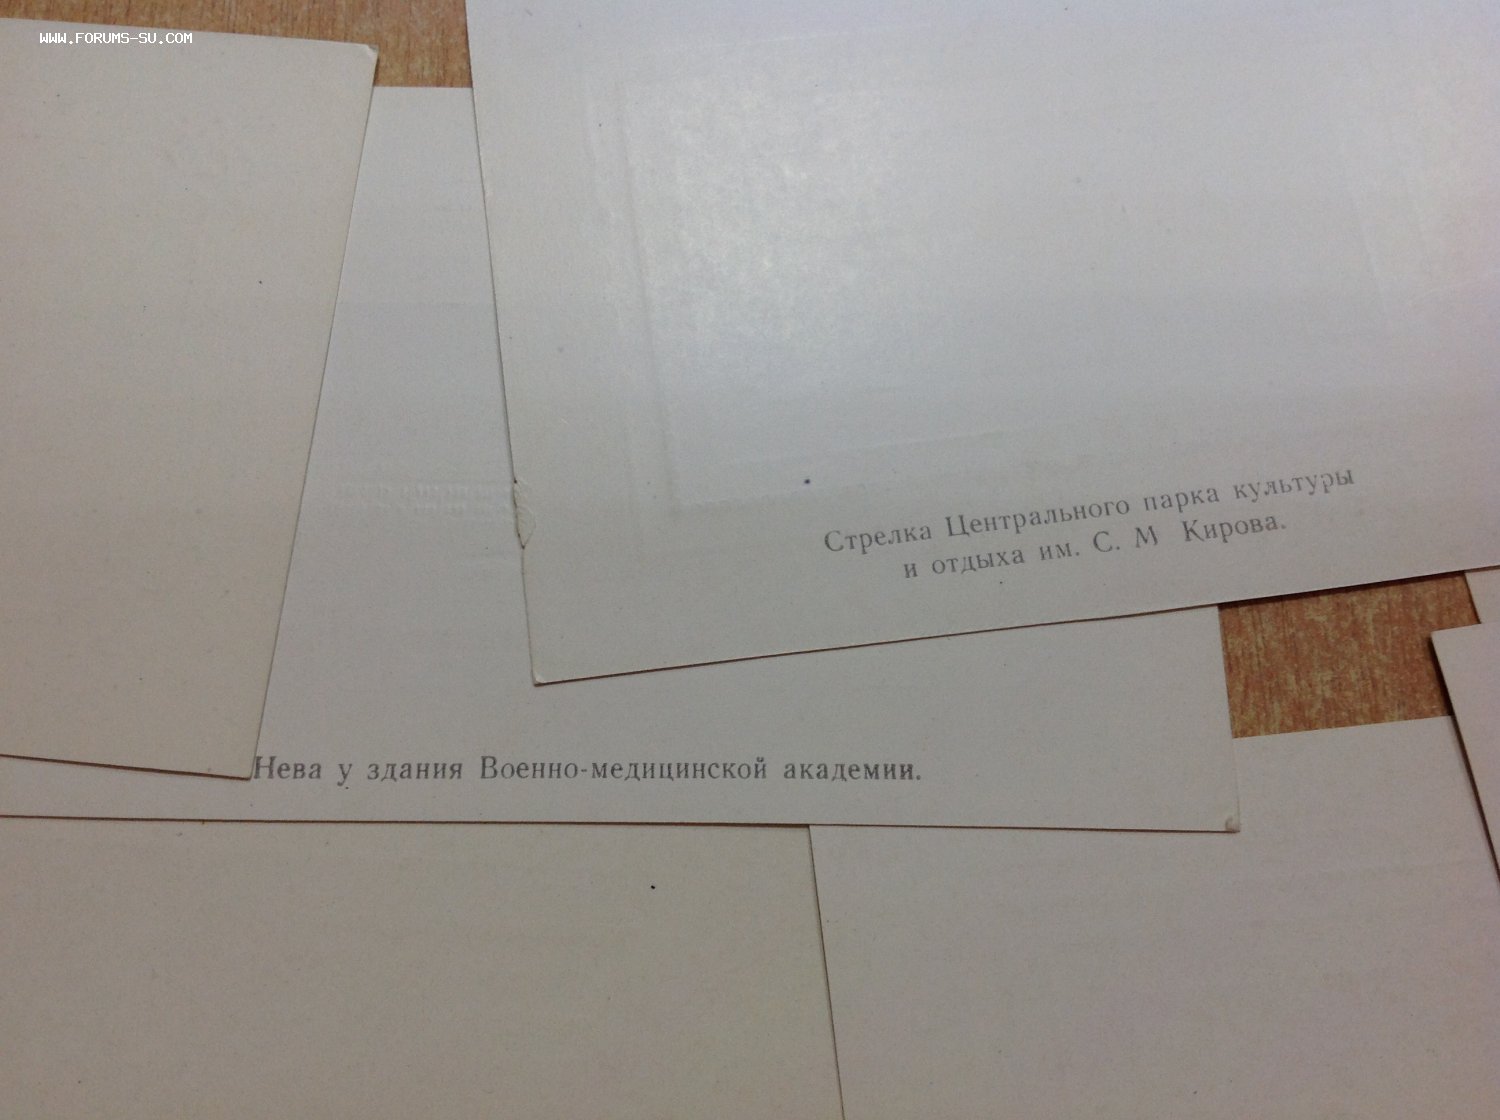 WWW.FORUMS-SU.COM
Стрелка Центрального парка культуры
и отдыха им. С. М Кирова.
Нева у здания Военно-медицинской академии.